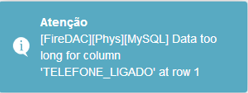 Atenção
[FireDAC][Phys][MySQL] Data too
long for column
'TELEFONE_LIGADO' at row 1